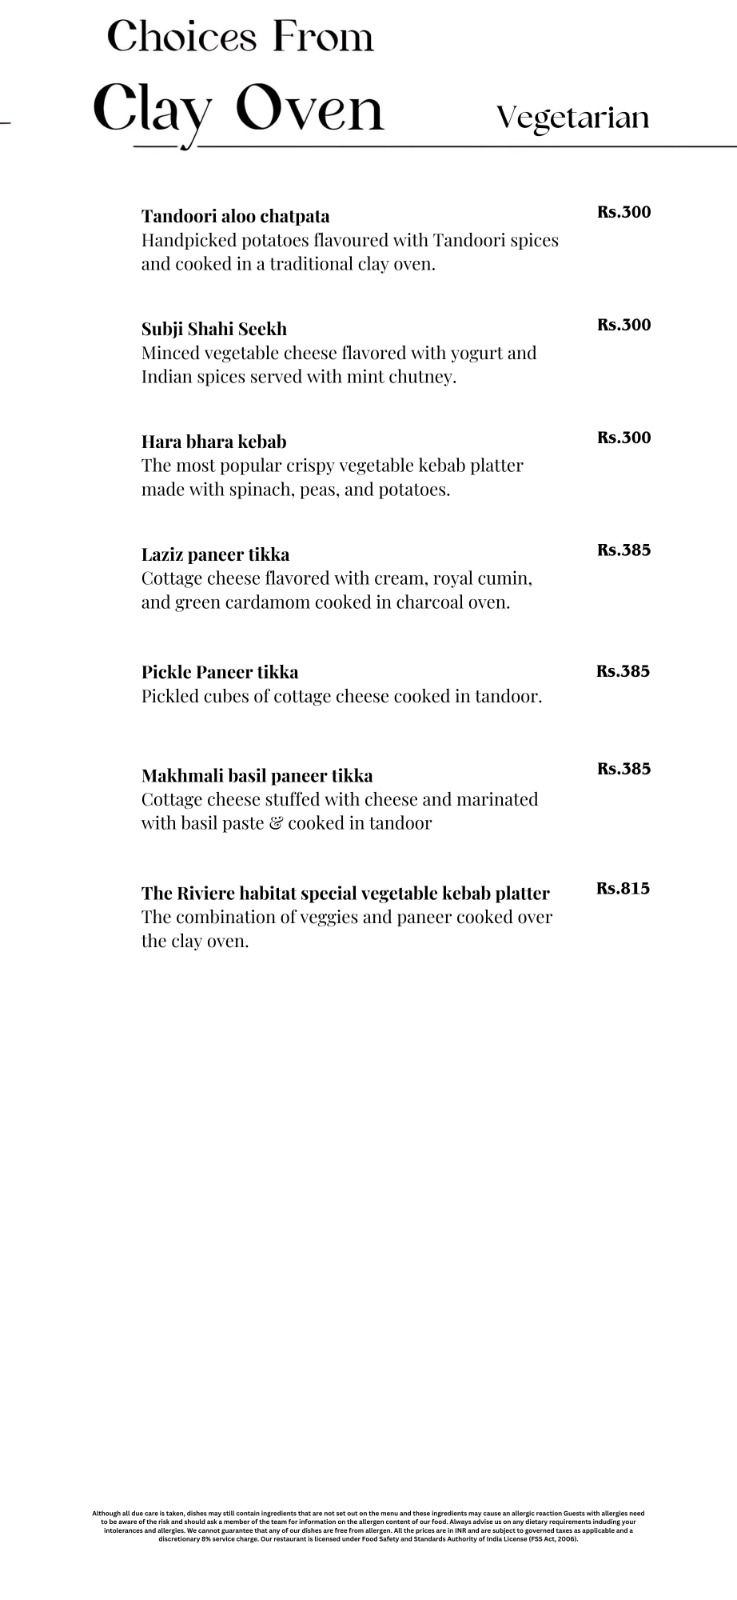 Choices From
Clay Oven
Vegetarian
Tandoori aloo chatpata Rs.300
Handpicked potatoes flavoured with Tandoori spices
and cooked in a traditional clay oven.
Subji Shahi Seekh Rs.300
Minced vegetable cheese flavored with yogurt and
Indian spices served with mint chutney.
Hara bhara kebab Rs.300
The most popular crispy vegetable kebab platter
made with spinach, peas, and potatoes.
Laziz paneer tikka Rs.385
Cottage cheese flavored with cream, royal cumin,
and green cardamom cooked in charcoal oven.
Pickle Paneer tikka Rs.385
Pickled cubes of cottage cheese cooked in tandoor.
Makhmali basil paneer tikka Rs.385
Cottage cheese stuffed with cheese and marinated
with basil paste & cooked in tandoor
The Riviere habitat special vegetable kebab platter Rs.815
The combination of veggies and paneer cooked over
the clay oven.
Although all due care is taken, dishes may still contain ingredients that are not set out on the menu and these ingredients may cause an allergic reaction Guests with allergies need
to be aware of the risk and should ask a member of the team for information on the allergen content of our food. Always advise us on any dietary requirements including your
intolerances and allergies. We cannot guarantee that any of our dishes are free from allergen. All the prices are in INR and are subject to governed taxes as applicable and a
discretionary 8% service charge. Our restaurant is licensed under Food Safety and Standards Authority of India License (FSS Act, 2006).